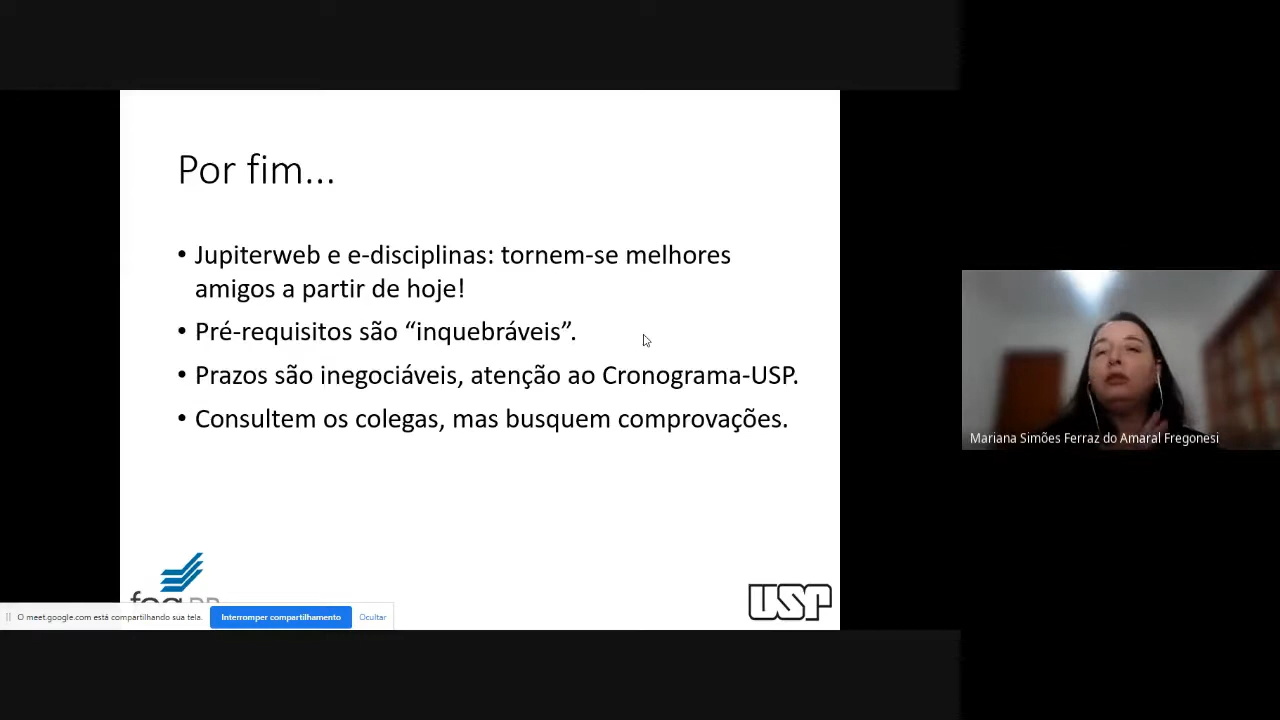 Por fim...
• Jupiterweb e e-disciplinas: tornem-se melhores
amigos a partir de hoje!
• Pré-requisitos são “inquebráveis”.
• Prazos são inegociáveis, atenção ao Cronograma-USP.
• Consultem os colegas, mas busquem comprovações.
USP
O meet.google.com está compartilhando sua tela.
Interromper compartilhamento
Ocultar
Mariana Simões Ferraz do Amaral Fregonesi